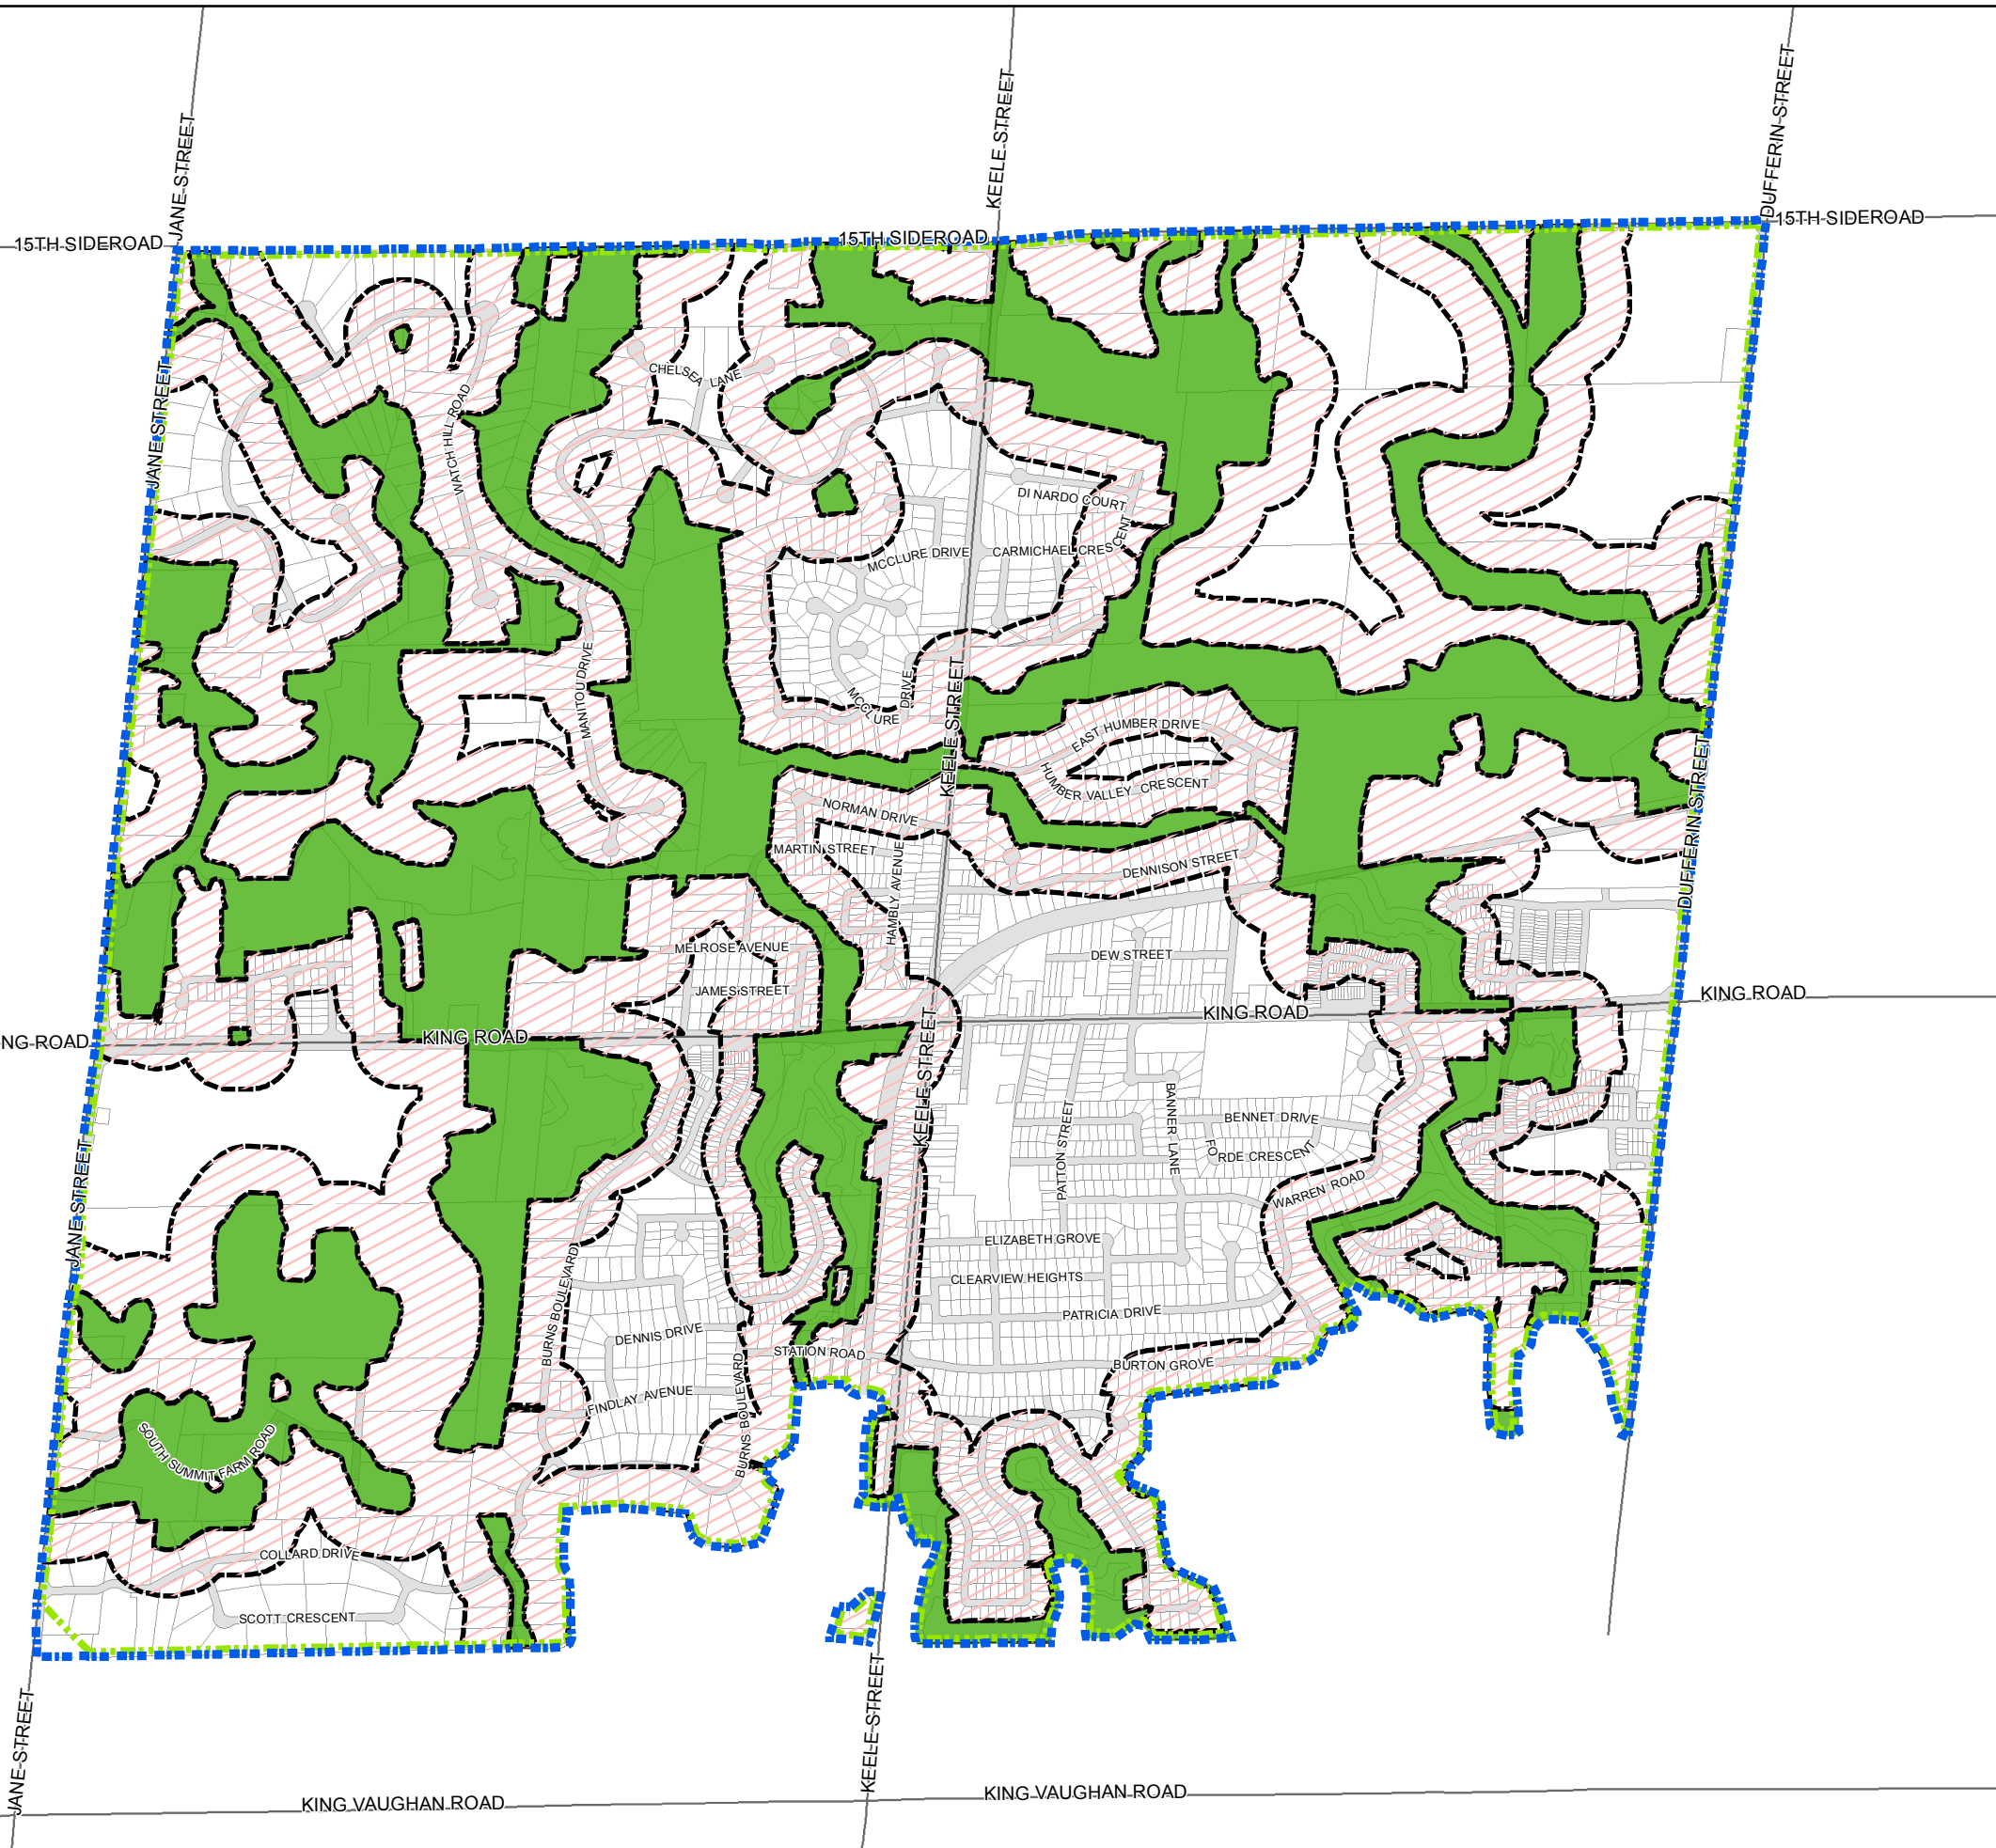 JANE STREET
KEELE STREET
DUFFERIN STREET
15TH SIDEROAD
15TH SIDEROAD
15TH SIDEROAD
CHELSEA LANE
JANE STREET
WATCH HILL ROAD
DI NARDO COURT
MCCLURE DRIVE
CARMICHAEL CRESCENT
MANITOU DRIVE
MCCLURE DRIVE
KEELE STREET
EAST HUMBER DRIVE
HUMBER VALLEY CRESCENT
DUFFERIN STREET
NORMAN DRIVE
MARTIN STREET
HAMBLY AVENUE
DENNISON STREET
MELROSE AVENUE
DEW STREET
JAMES STREET
KING ROAD
KING ROAD
NG ROAD
KING ROAD
KEELE STREET
BANNER LANE
BENNET DRIVE
PATTON STREET
FORDE CRESCENT
JANE STREET
WARREN ROAD
ELIZABETH GROVE
BURNS BOULEVARD
CLEARVIEW HEIGHTS
PATRICIA DRIVE
DENNIS DRIVE
STATION ROAD
BURTON GROVE
FINDLAY AVENUE
BURNS BOULEVARD
SOUTH SUMMIT FARM ROAD
COLLARD DRIVE
SCOTT CRESCENT
JANE STREET
KEELE STREET
KING VAUGHAN ROAD
KING VAUGHAN ROAD